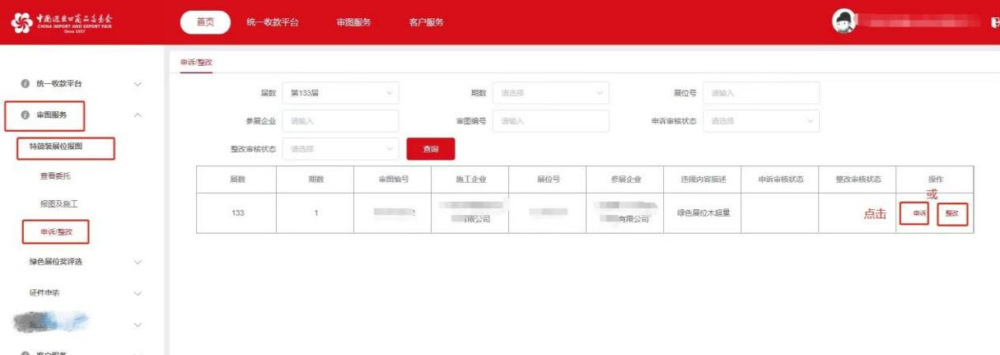 中国进出口商品交易会
CHINA IMPORT AND EXPORT FAIR
Since 1957
首页 统一收款平台 审图服务 客户服务
统一收款平台
审图服务
特简装展位报图
查看委托
报图及施工
申诉/整改
绿色展位奖评选
证件申请
客户服务
申诉/整改
届数 第133届 期数 请选择 展位号 请输入
参展企业 请输入 审图编号 请输入 申诉审核状态 请选择
整改审核状态 请选择 查询
届数 期数 审图编号 施工企业 展位号 参展企业 违规内容描述 申诉审核状态 整改审核状态 操作
或
133 1 有限公司 有限公司 绿色展位木超量 点击 申诉 整改